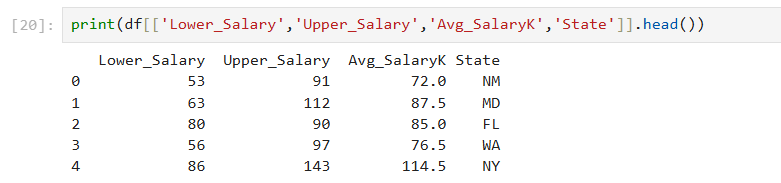 [20]: print(df[['Lower_Salary','Upper_Salary','Avg_SalaryK','State']].head())
Lower_Salary Upper_Salary Avg_SalaryK State
0 53 91 72.0 NM
1 63 112 87.5 MD
2 80 90 85.0 FL
3 56 97 76.5 WA
4 86 143 114.5 NY